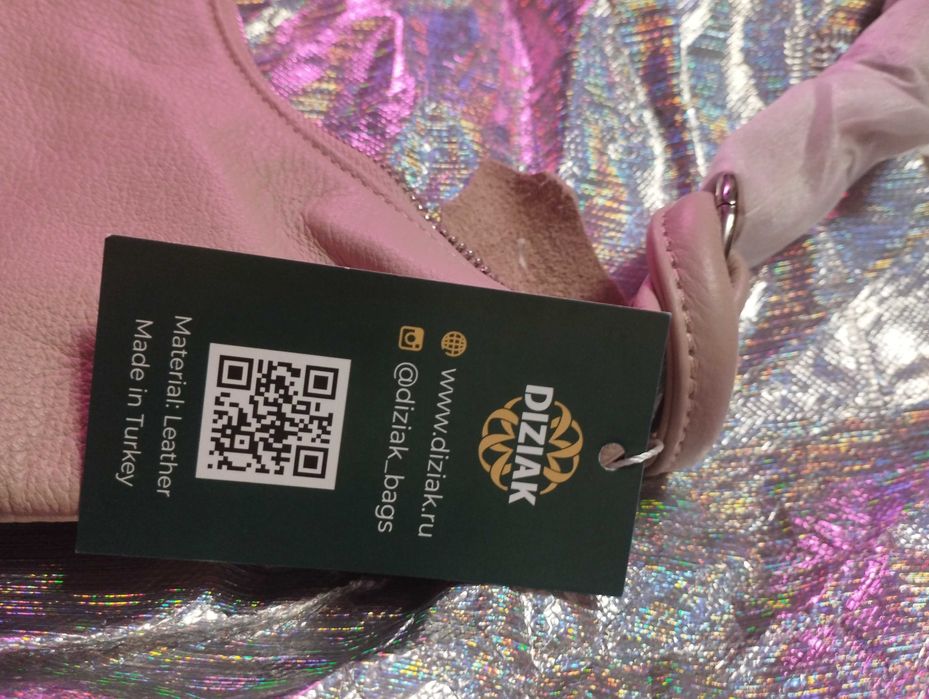 DIZIAK
www.diziak.ru
@diziak_bags
Material: Leather
Made in Turkey